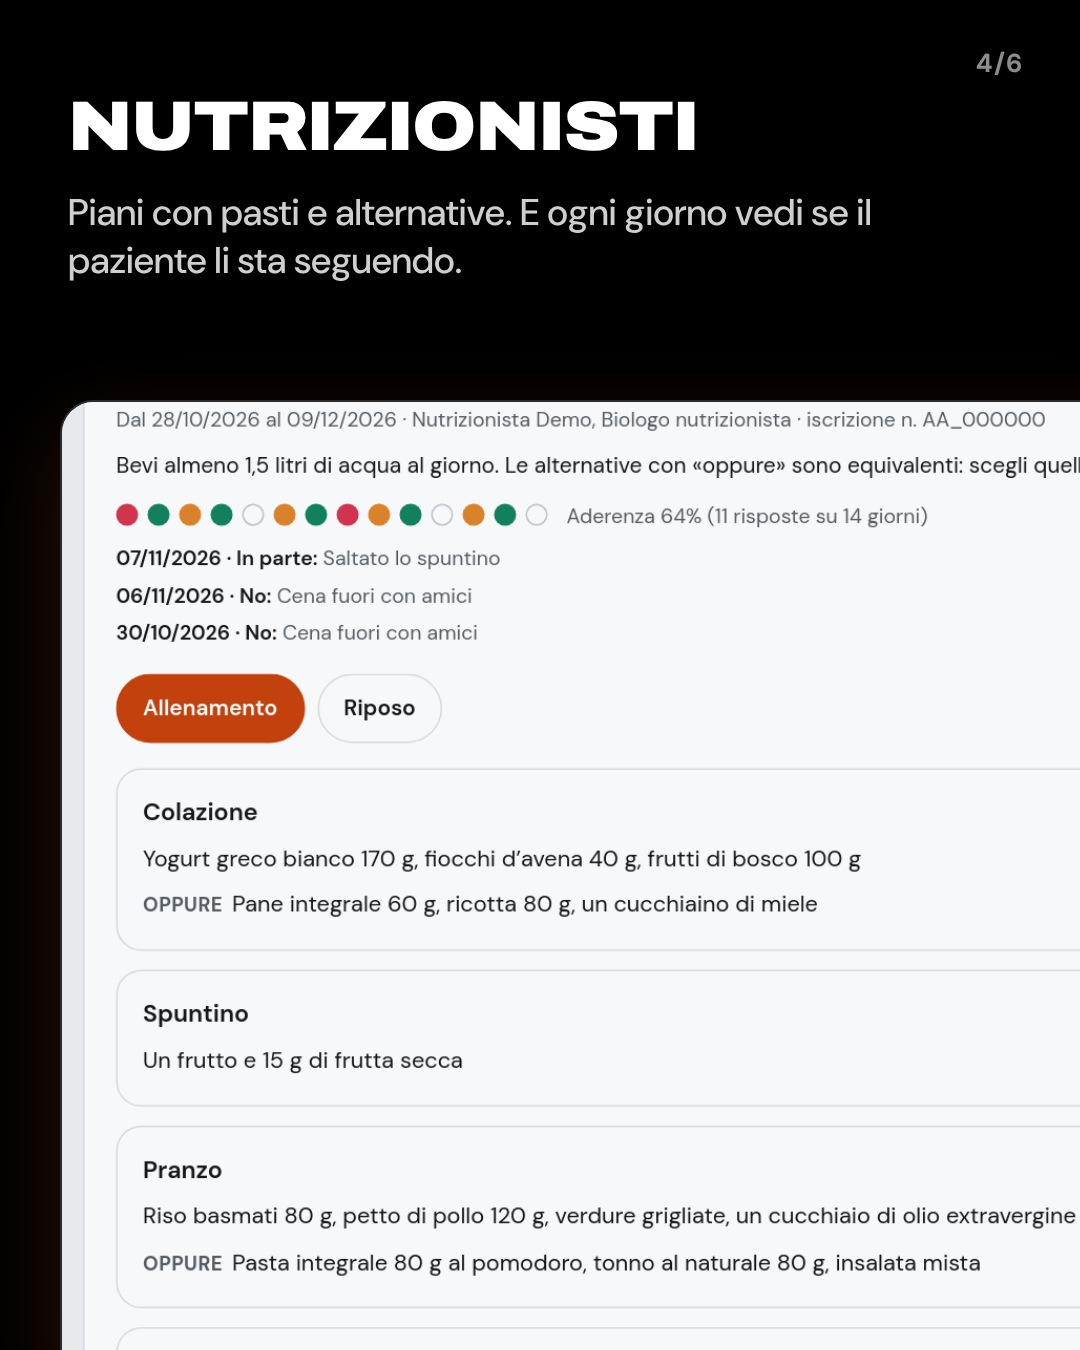 4/6
NUTRIZIONISTI
Piani con pasti e alternative. E ogni giorno vedi se il
paziente li sta seguendo.
Dal 28/10/2026 al 09/12/2026 · Nutrizionista Demo, Biologo nutrizionista · iscrizione n. AA_000000
Bevi almeno 1,5 litri di acqua al giorno. Le alternative con «oppure» sono equivalenti: scegli quell
Aderenza 64% (11 risposte su 14 giorni)
07/11/2026 · In parte: Saltato lo spuntino
06/11/2026 · No: Cena fuori con amici
30/10/2026 · No: Cena fuori con amici
Allenamento Riposo
Colazione
Yogurt greco bianco 170 g, fiocchi d’avena 40 g, frutti di bosco 100 g
OPPURE Pane integrale 60 g, ricotta 80 g, un cucchiaino di miele
Spuntino
Un frutto e 15 g di frutta secca
Pranzo
Riso basmati 80 g, petto di pollo 120 g, verdure grigliate, un cucchiaio di olio extravergine
OPPURE Pasta integrale 80 g al pomodoro, tonno al naturale 80 g, insalata mista